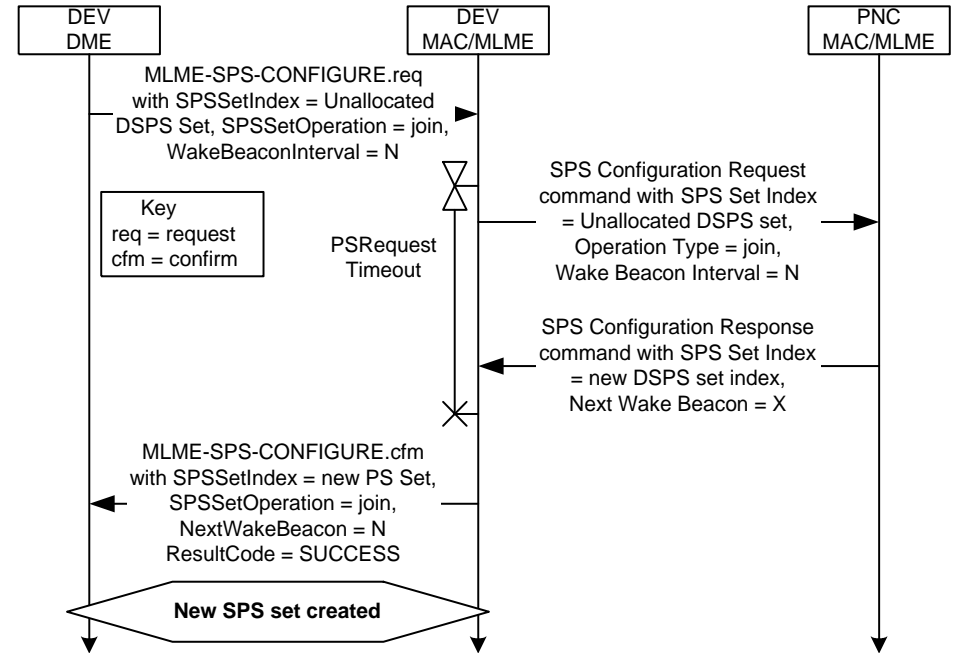 DEV
DME
DEV
MAC/MLME
PNC
MAC/MLME
MLME-SPS-CONFIGURE.req
with SPSSetIndex = Unallocated
DSPS Set, SPSSetOperation = join,
WakeBeaconInterval = N
Key
req = request
cfm = confirm
PSRequest
Timeout
SPS Configuration Request
command with SPS Set Index
= Unallocated DSPS set,
Operation Type = join,
Wake Beacon Interval = N
SPS Configuration Response
command with SPS Set Index
= new DSPS set index,
Next Wake Beacon = X
MLME-SPS-CONFIGURE.cfm
with SPSSetIndex = new PS Set,
SPSSetOperation = join,
NextWakeBeacon = N
ResultCode = SUCCESS
New SPS set created